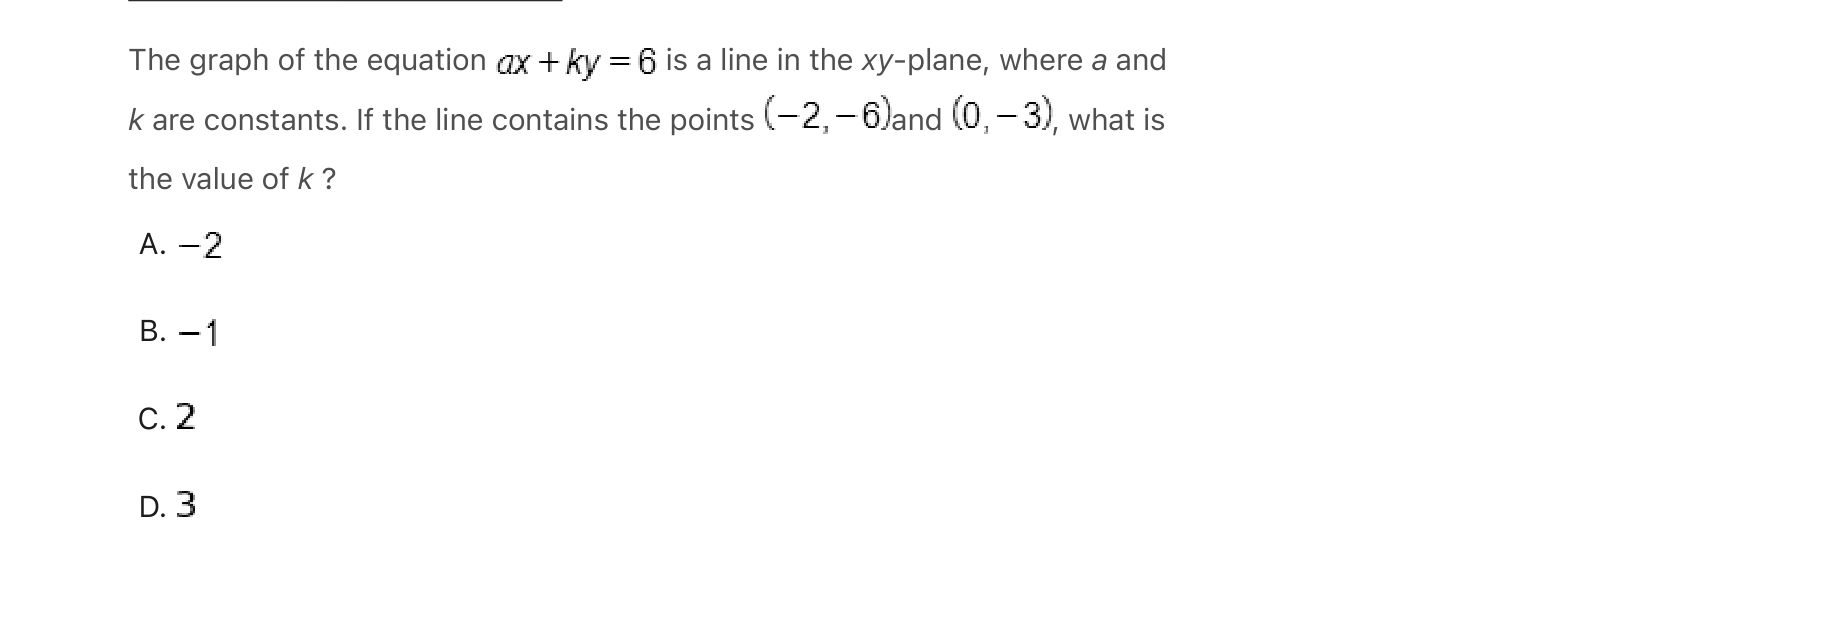 The graph of the equation ax + ky = 6 is a line in the xy-plane, where a and
k are constants. If the line contains the points (−2, −6)and (0, −3), what is
the value of k ?
A. −2
B. −1
C. 2
D. 3